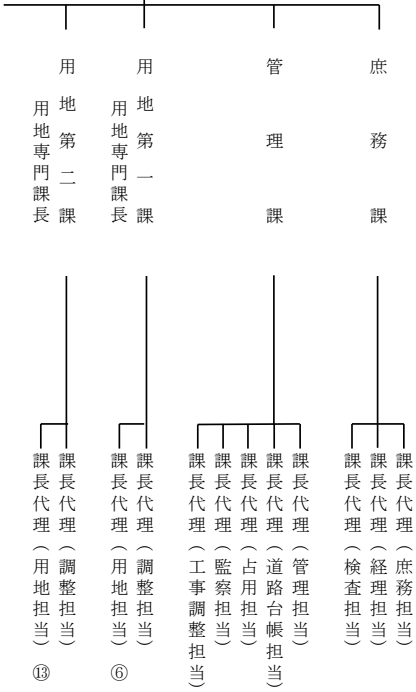 庶務課
課長代理（庶務担当）
課長代理（経理担当）
課長代理（検査担当）
管理課
課長代理（管理担当）
課長代理（道路台帳担当）
課長代理（占用担当）
課長代理（監察担当）
課長代理（工事調整担当）
用地第一課
用地専門課長
課長代理（調整担当）
課長代理（用地担当）⑥
用地第二課
用地専門課長
課長代理（調整担当）
課長代理（用地担当）⑬